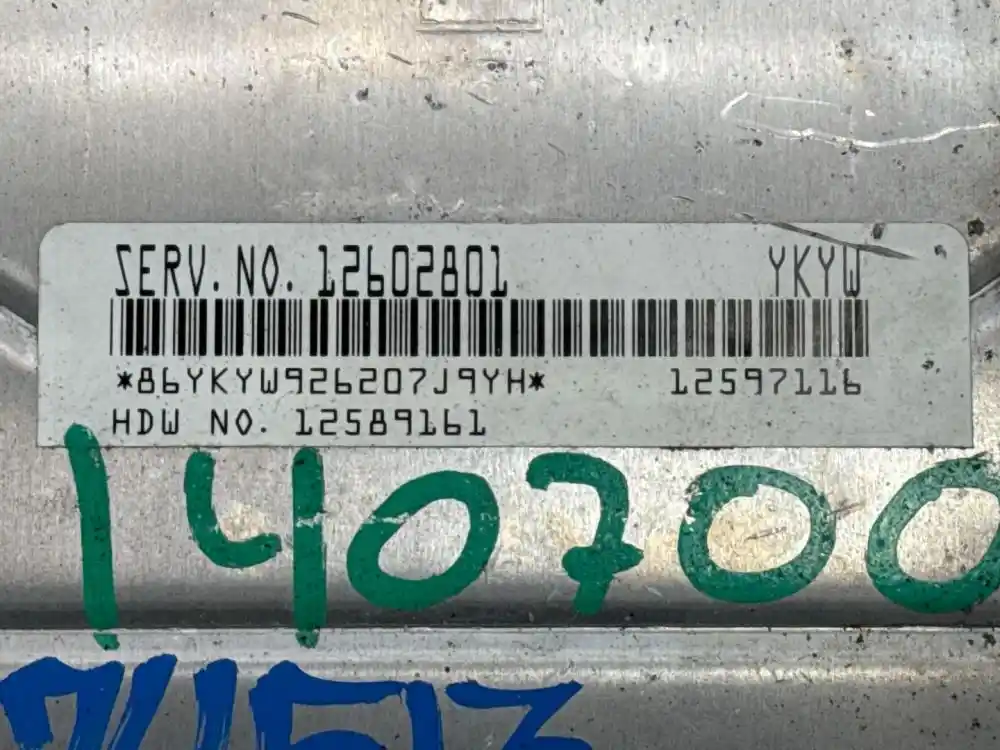 SERV. NO. 12602801 YKYW
*86YKYW926207J9YH* 12597116
HDW NO. 12589161
140700